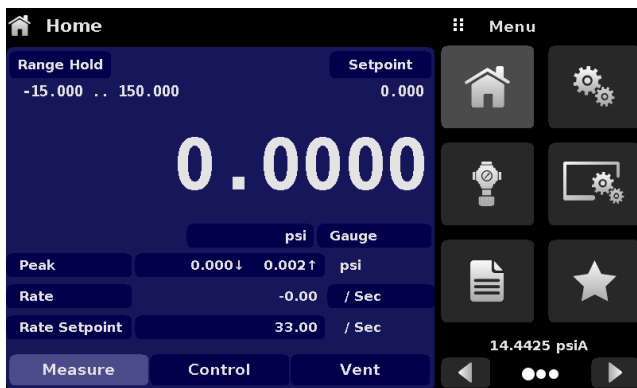 Home
Menu
Range Hold
Setpoint
-15.000 .. 150.000
0.000
0.0000
psi Gauge
Peak 0.000↓ 0.002↑ psi
Rate -0.00 / Sec
Rate Setpoint 33.00 / Sec
14.4425 psiA
Measure Control Vent